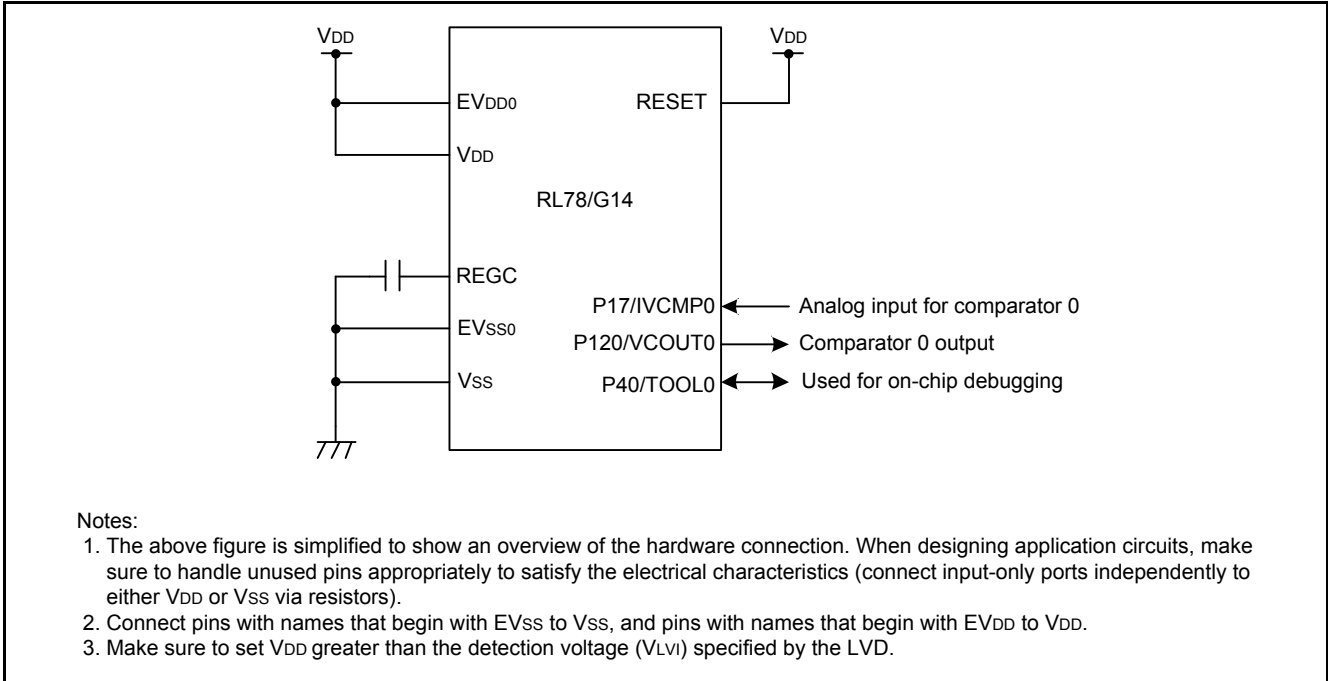 VDD
VDD
EVDD0
RESET
VDD
RL78/G14
REGC
P17/IVCMP0
Analog input for comparator 0
EVSS0
P120/VCOUT0
Comparator 0 output
VSS
P40/TOOL0
Used for on-chip debugging
Notes:
1. The above figure is simplified to show an overview of the hardware connection. When designing application circuits, make
sure to handle unused pins appropriately to satisfy the electrical characteristics (connect input-only ports independently to
either VDD or VSS via resistors).
2. Connect pins with names that begin with EVSS to VSS, and pins with names that begin with EVDD to VDD.
3. Make sure to set VDD greater than the detection voltage (VLVI) specified by the LVD.